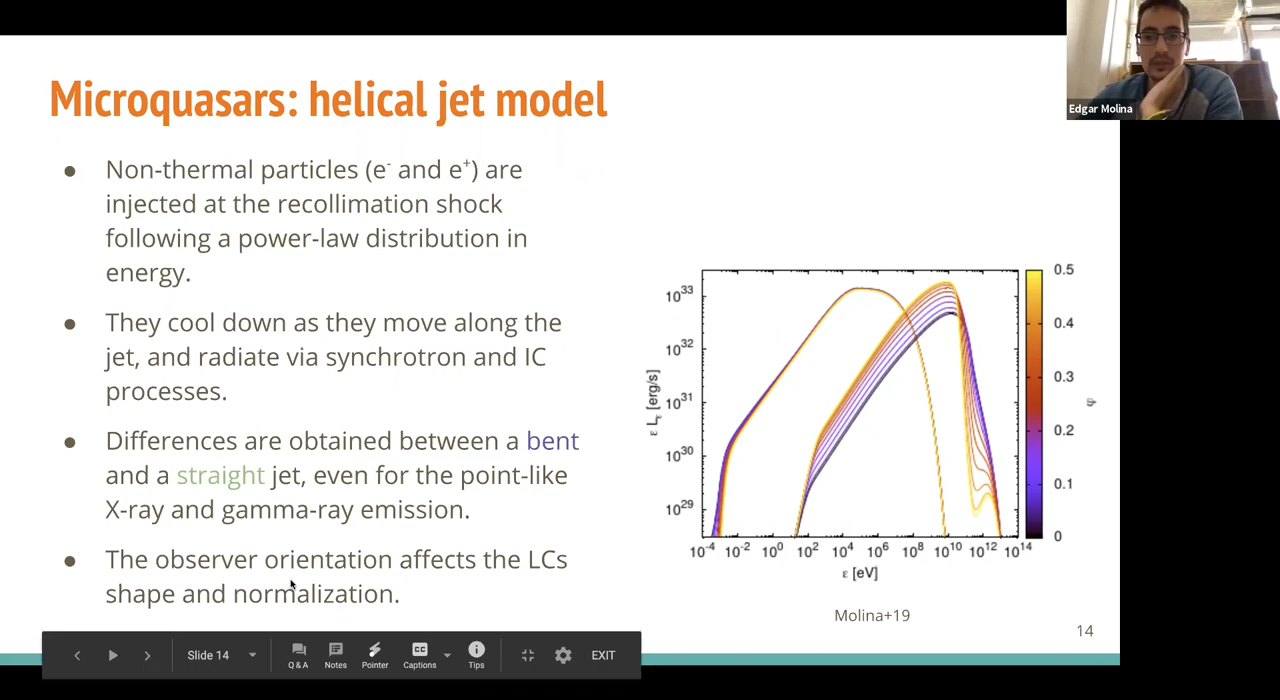 Edgar Molina
Microquasars: helical jet model
● Non-thermal particles (e⁻ and e⁺) are
injected at the recollimation shock
following a power-law distribution in
energy.
● They cool down as they move along the
jet, and radiate via synchrotron and IC
processes.
● Differences are obtained between a bent
and a straight jet, even for the point-like
X-ray and gamma-ray emission.
● The observer orientation affects the LCs
shape and normalization.
10³³
10³²
10³¹
10³⁰
10²⁹
ε Lε [erg/s]
10⁻⁴ 10⁻² 10⁰ 10² 10⁴ 10⁶ 10⁸ 10¹⁰ 10¹² 10¹⁴
ε [eV]
0.5
0.4
0.3
0.2
0.1
0
φ
Molina+19
14
Slide 14
Q & A
Notes
Pointer
CC
Captions
Tips
EXIT